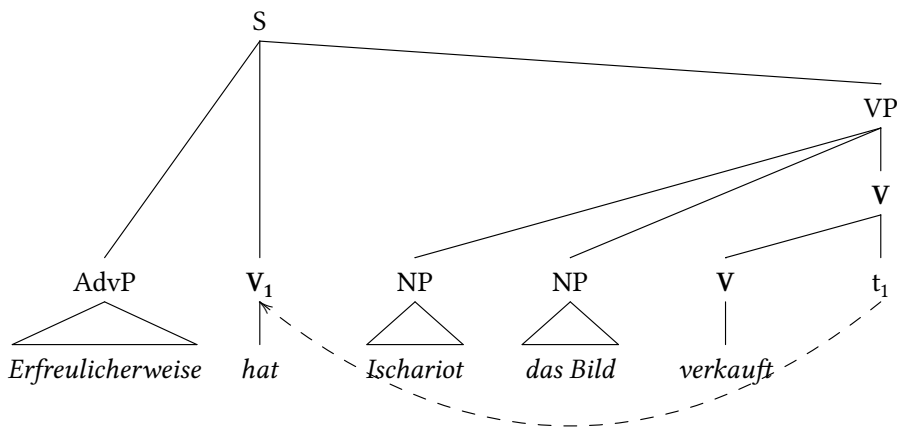 S
VP
V
AdvP V₁ NP NP V t₁
Erfreulicherweise hat Ischariot das Bild verkauft